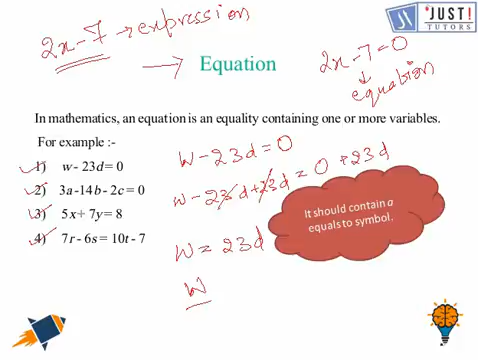 JUST!
TUTORS
2x-7 → expression
→ Equation
2x-7=0
↓
equation
In mathematics, an equation is an equality containing one or more variables.
For example :-
1) w - 23d = 0
2) 3a -14b - 2c = 0
3) 5x + 7y = 8
4) 7r - 6s = 10t - 7
W - 23d = 0
W - 23d + 23d = 0 + 23d
W = 23d
W
It should contain a
equals to symbol.